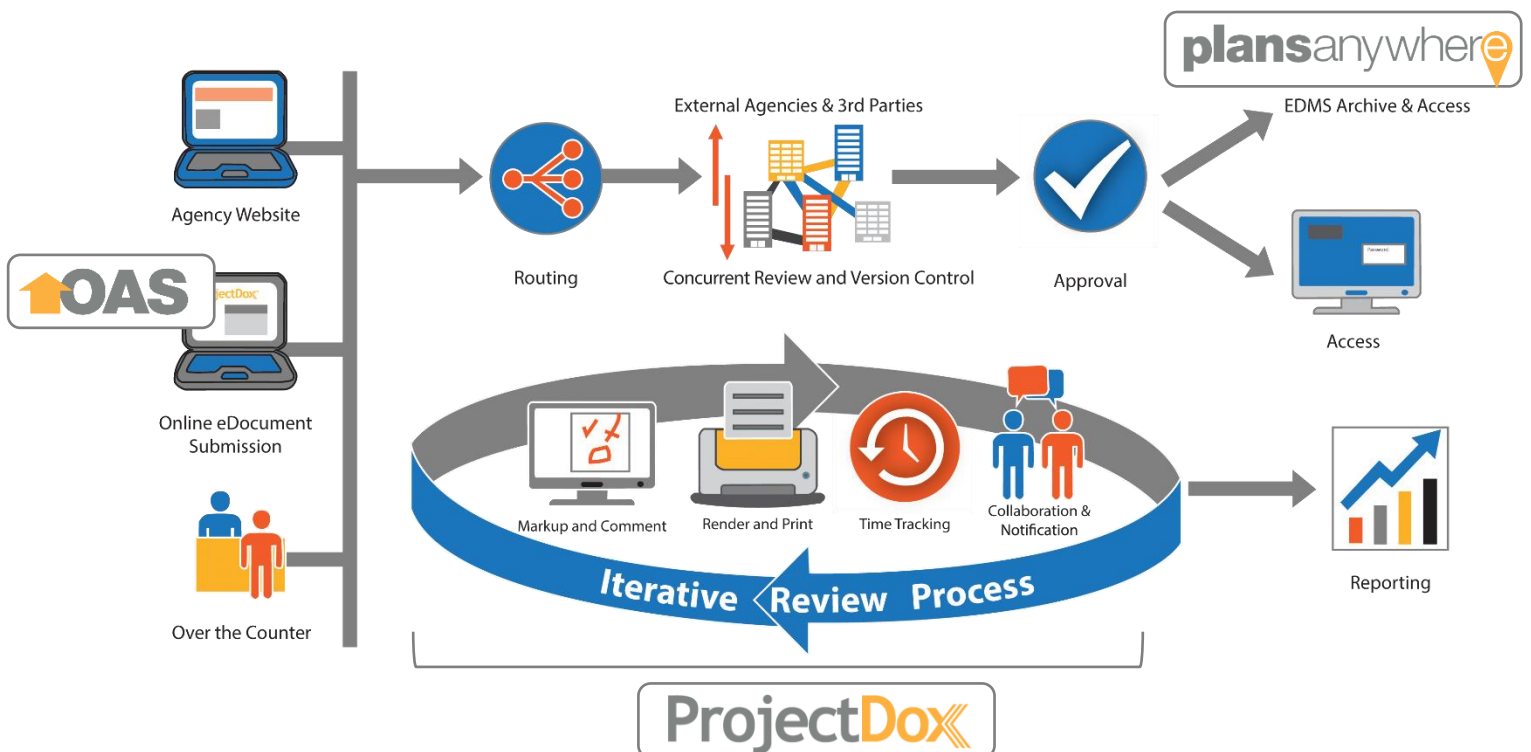 plansanywhere
EDMS Archive & Access
External Agencies & 3rd Parties
Agency Website
Routing
Concurrent Review and Version Control
Approval
OAS
jectDox
Access
Online eDocument
Submission
Markup and Comment
Render and Print
Time Tracking
Collaboration &
Notification
Iterative Review Process
Reporting
Over the Counter
ProjectDox